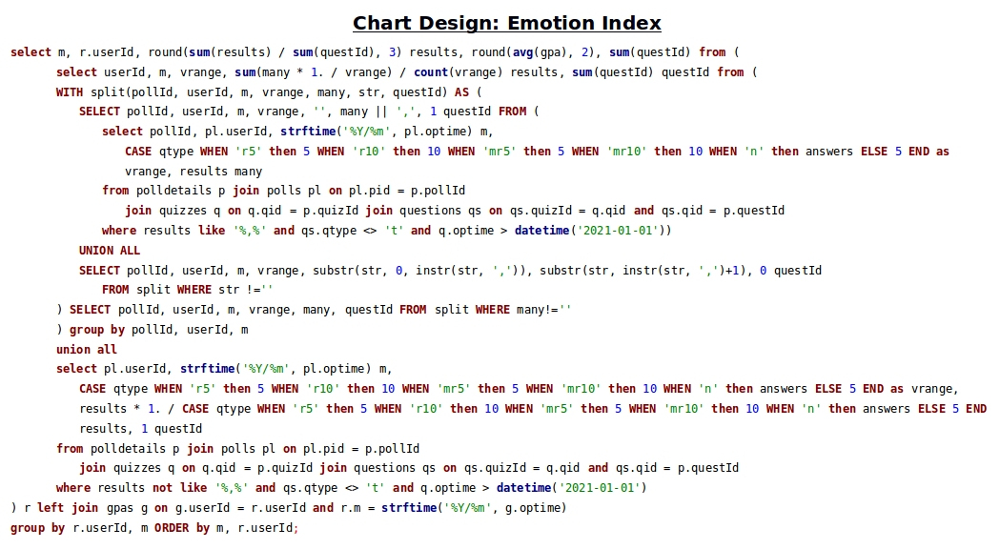 Chart Design: Emotion Index
select m, r.userId, round(sum(results) / sum(questId), 3) results, round(avg(gpa), 2), sum(questId) from (
select userId, m, vrange, sum(many * 1. / vrange) / count(vrange) results, sum(questId) questId from (
WITH split(pollId, userId, m, vrange, many, str, questId) AS (
SELECT pollId, userId, m, vrange, '', many || ',', 1 questId FROM (
select pollId, pl.userId, strftime('%Y/%m', pl.optime) m,
CASE qtype WHEN 'r5' then 5 WHEN 'r10' then 10 WHEN 'mr5' then 5 WHEN 'mr10' then 10 WHEN 'n' then answers ELSE 5 END as
vrange, results many
from polldetails p join polls pl on pl.pid = p.pollId
join quizzes q on q.qid = p.quizId join questions qs on qs.quizId = q.qid and qs.qid = p.questId
where results like '%,%' and qs.qtype <> 't' and q.optime > datetime('2021-01-01'))
UNION ALL
SELECT pollId, userId, m, vrange, substr(str, 0, instr(str, ',')), substr(str, instr(str, ',')+1), 0 questId
FROM split WHERE str !=''
) SELECT pollId, userId, m, vrange, many, questId FROM split WHERE many!=''
) group by pollId, userId, m
union all
select pl.userId, strftime('%Y/%m', pl.optime) m,
CASE qtype WHEN 'r5' then 5 WHEN 'r10' then 10 WHEN 'mr5' then 5 WHEN 'mr10' then 10 WHEN 'n' then answers ELSE 5 END as vrange,
results * 1. / CASE qtype WHEN 'r5' then 5 WHEN 'r10' then 10 WHEN 'mr5' then 5 WHEN 'mr10' then 10 WHEN 'n' then answers ELSE 5 END
results, 1 questId
from polldetails p join polls pl on pl.pid = p.pollId
join quizzes q on q.qid = p.quizId join questions qs on qs.quizId = q.qid and qs.qid = p.questId
where results not like '%,%' and qs.qtype <> 't' and q.optime > datetime('2021-01-01')
) r left join gpas g on g.userId = r.userId and r.m = strftime('%Y/%m', g.optime)
group by r.userId, m ORDER by m, r.userId;